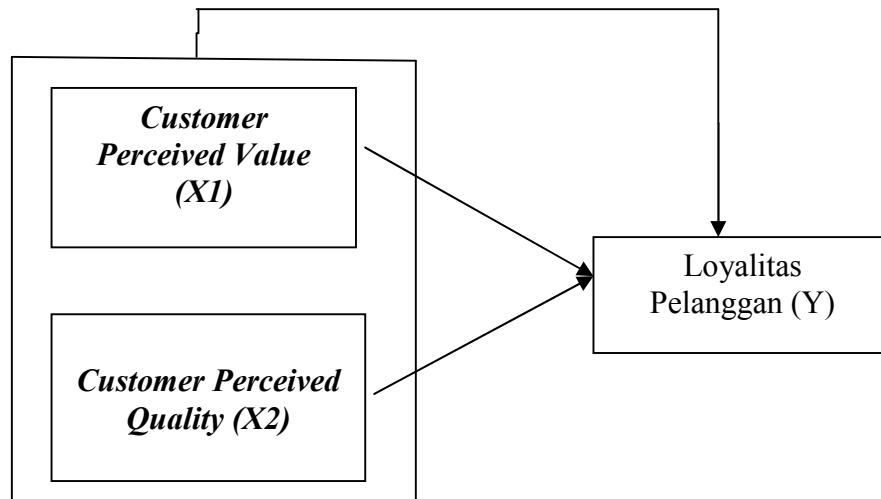 Customer
Perceived Value
(X1)
Loyalitas
Pelanggan (Y)
Customer Perceived
Quality (X2)